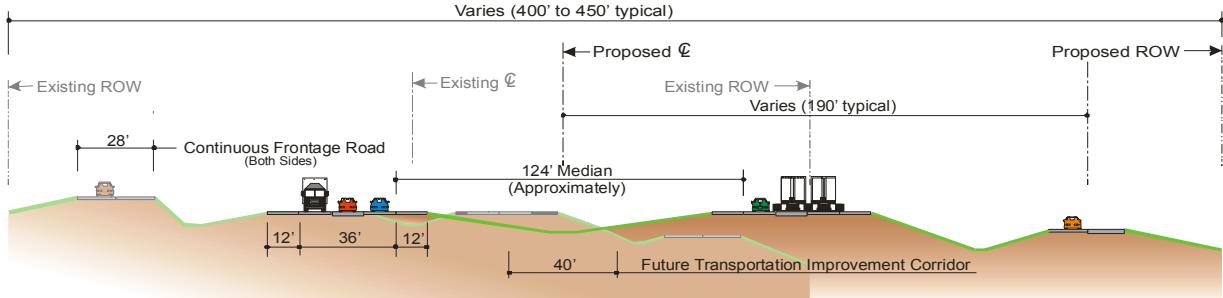 Varies (400' to 450' typical)
Proposed ℄
Proposed ROW
Existing ROW
Existing ℄
Existing ROW
Varies (190' typical)
28'
Continuous Frontage Road
(Both Sides)
124' Median
(Approximately)
12'
36'
12'
40'
Future Transportation Improvement Corridor